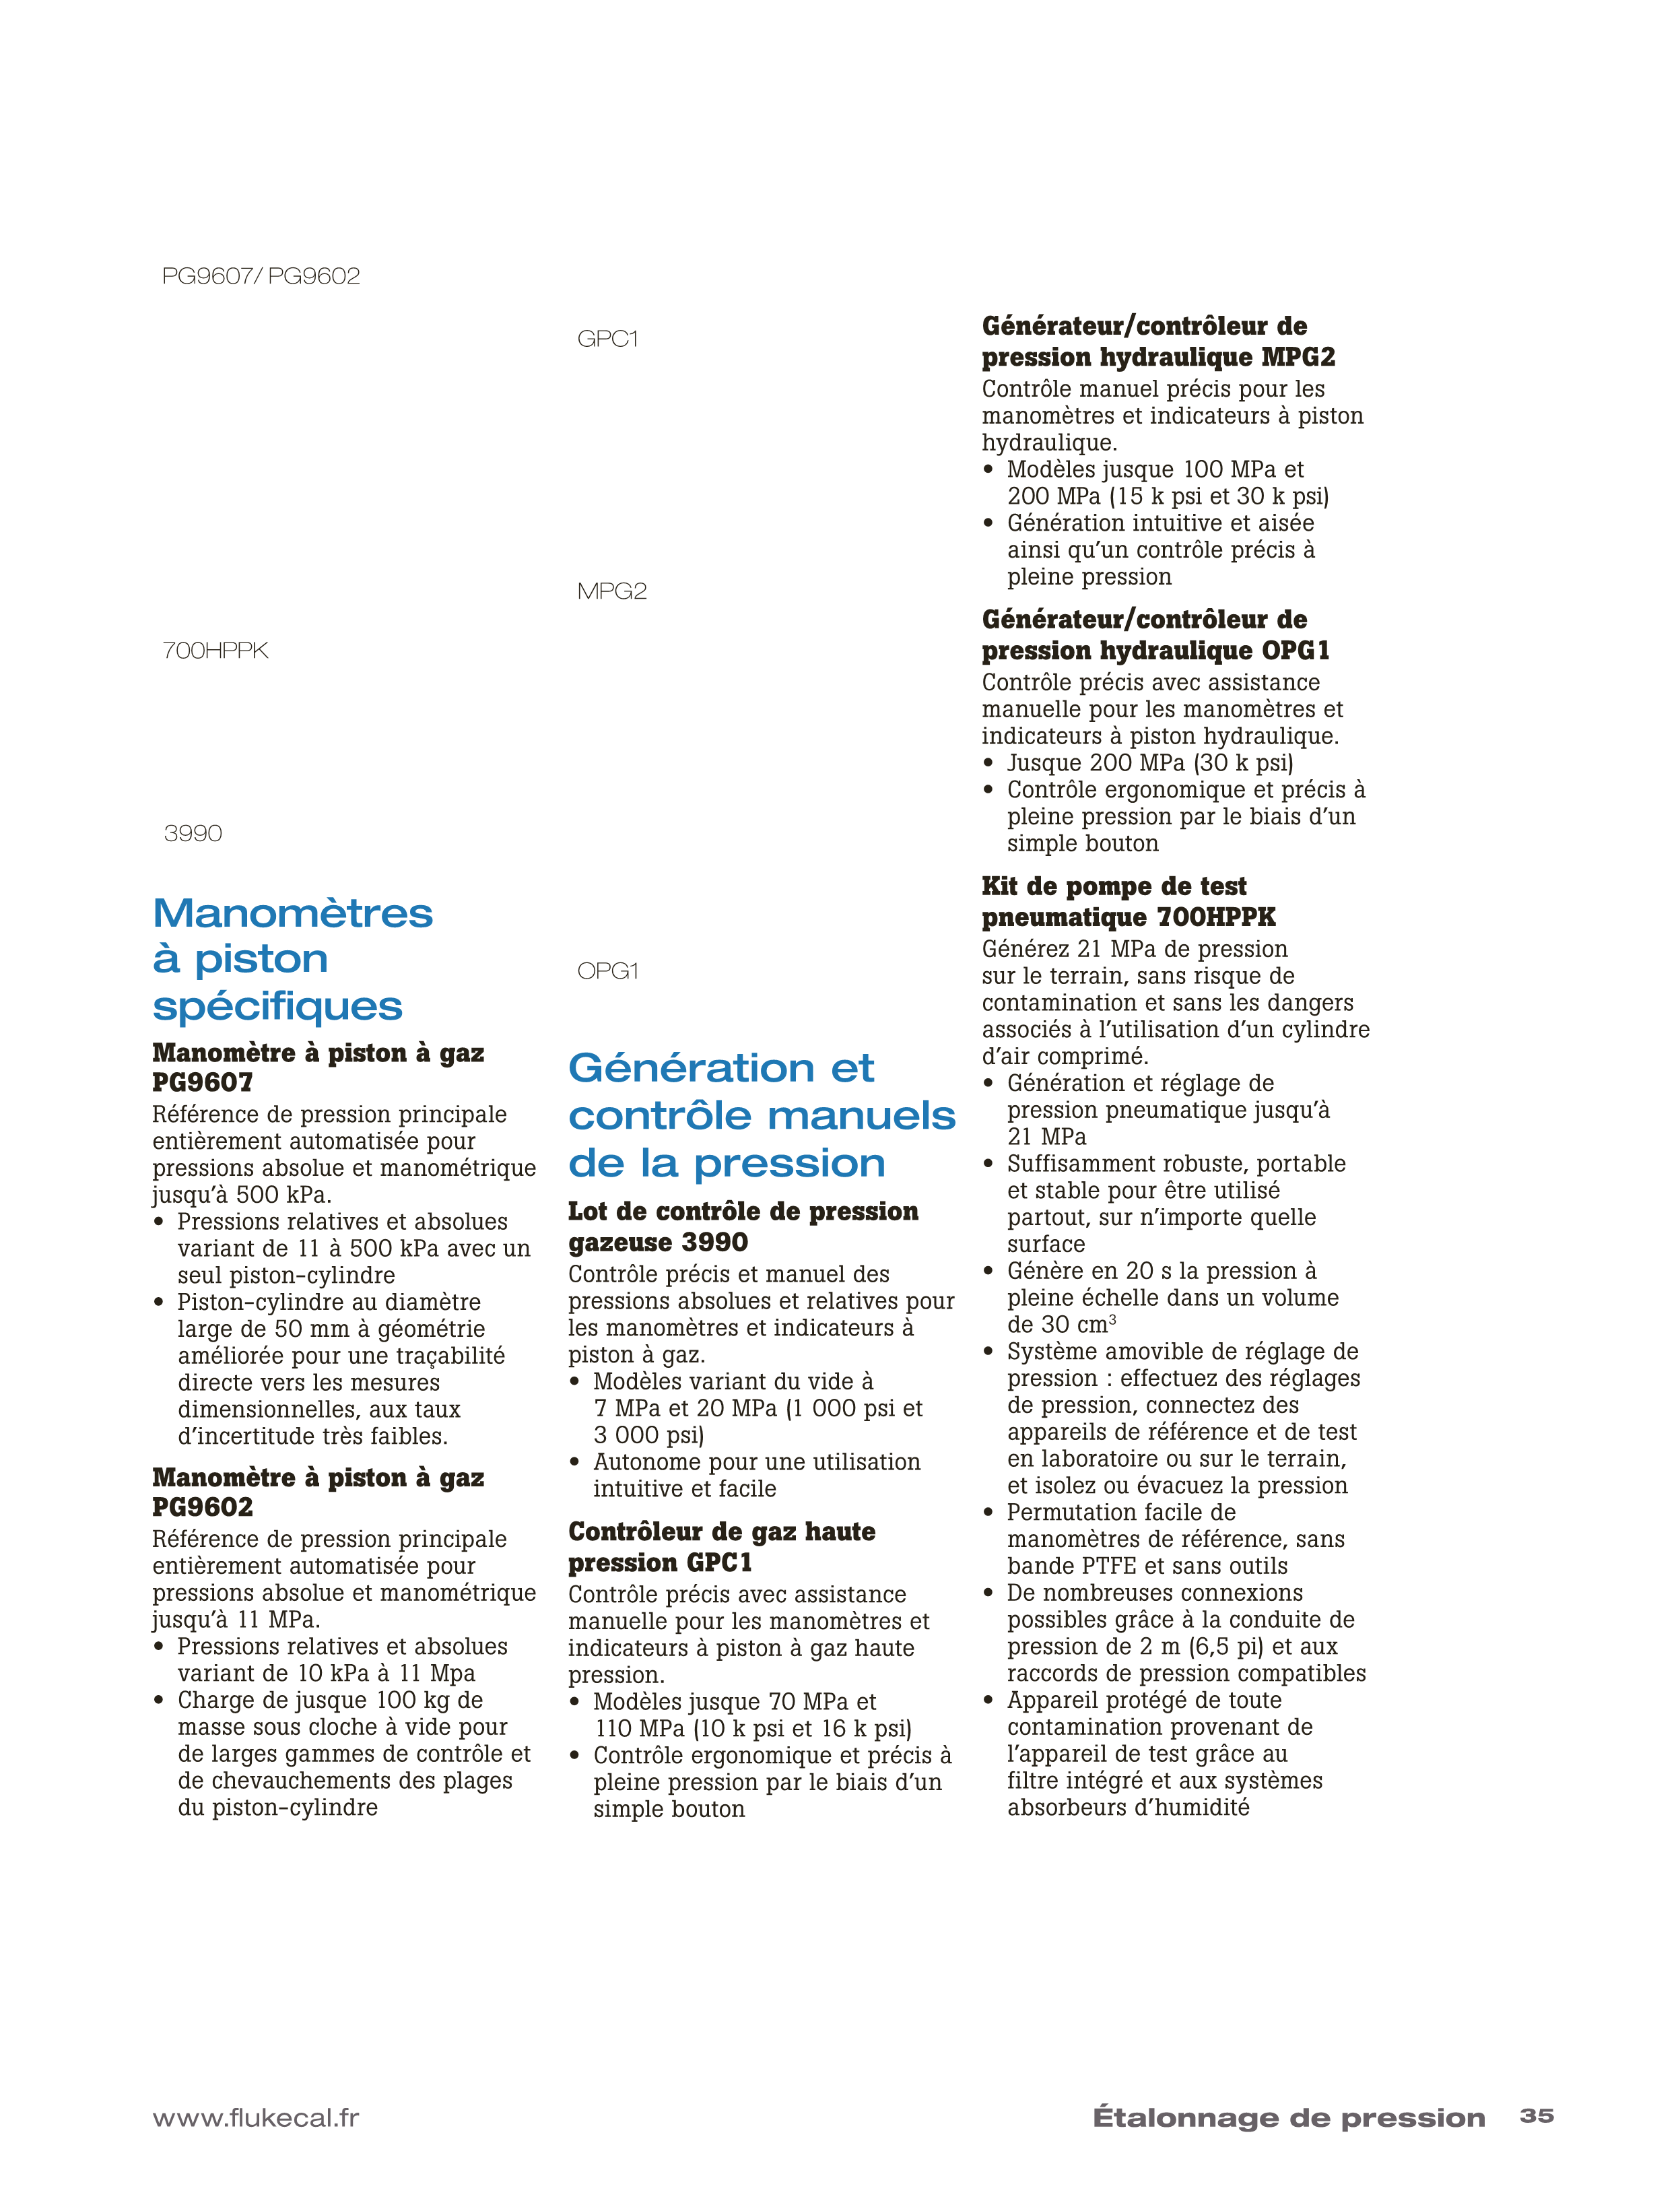 PG9607/ PG9602
700HPPK
3990
Manomètres
à piston
spécifiques
Manomètre à piston à gaz
PG9607
Référence de pression principale
entièrement automatisée pour
pressions absolue et manométrique
jusqu’à 500 kPa.
• Pressions relatives et absolues
variant de 11 à 500 kPa avec un
seul piston-cylindre
• Piston-cylindre au diamètre
large de 50 mm à géométrie
améliorée pour une traçabilité
directe vers les mesures
dimensionnelles, aux taux
d’incertitude très faibles.
Manomètre à piston à gaz
PG9602
Référence de pression principale
entièrement automatisée pour
pressions absolue et manométrique
jusqu’à 11 MPa.
• Pressions relatives et absolues
variant de 10 kPa à 11 Mpa
• Charge de jusque 100 kg de
masse sous cloche à vide pour
de larges gammes de contrôle et
de chevauchements des plages
du piston-cylindre
GPC1
MPG2
OPG1
Génération et
contrôle manuels
de la pression
Lot de contrôle de pression
gazeuse 3990
Contrôle précis et manuel des
pressions absolues et relatives pour
les manomètres et indicateurs à
piston à gaz.
• Modèles variant du vide à
7 MPa et 20 MPa (1 000 psi et
3 000 psi)
• Autonome pour une utilisation
intuitive et facile
Contrôleur de gaz haute
pression GPC1
Contrôle précis avec assistance
manuelle pour les manomètres et
indicateurs à piston à gaz haute
pression.
• Modèles jusque 70 MPa et
110 MPa (10 k psi et 16 k psi)
• Contrôle ergonomique et précis à
pleine pression par le biais d’un
simple bouton
Générateur/contrôleur de
pression hydraulique MPG2
Contrôle manuel précis pour les
manomètres et indicateurs à piston
hydraulique.
• Modèles jusque 100 MPa et
200 MPa (15 k psi et 30 k psi)
• Génération intuitive et aisée
ainsi qu’un contrôle précis à
pleine pression
Générateur/contrôleur de
pression hydraulique OPG1
Contrôle précis avec assistance
manuelle pour les manomètres et
indicateurs à piston hydraulique.
• Jusque 200 MPa (30 k psi)
• Contrôle ergonomique et précis à
pleine pression par le biais d’un
simple bouton
Kit de pompe de test
pneumatique 700HPPK
Générez 21 MPa de pression
sur le terrain, sans risque de
contamination et sans les dangers
associés à l’utilisation d’un cylindre
d’air comprimé.
• Génération et réglage de
pression pneumatique jusqu’à
21 MPa
• Suffisamment robuste, portable
et stable pour être utilisé
partout, sur n’importe quelle
surface
• Génère en 20 s la pression à
pleine échelle dans un volume
de 30 cm³
• Système amovible de réglage de
pression : effectuez des réglages
de pression, connectez des
appareils de référence et de test
en laboratoire ou sur le terrain,
et isolez ou évacuez la pression
• Permutation facile de
manomètres de référence, sans
bande PTFE et sans outils
• De nombreuses connexions
possibles grâce à la conduite de
pression de 2 m (6,5 pi) et aux
raccords de pression compatibles
• Appareil protégé de toute
contamination provenant de
l’appareil de test grâce au
filtre intégré et aux systèmes
absorbeurs d’humidité
www.flukecal.fr
Étalonnage de pression 35